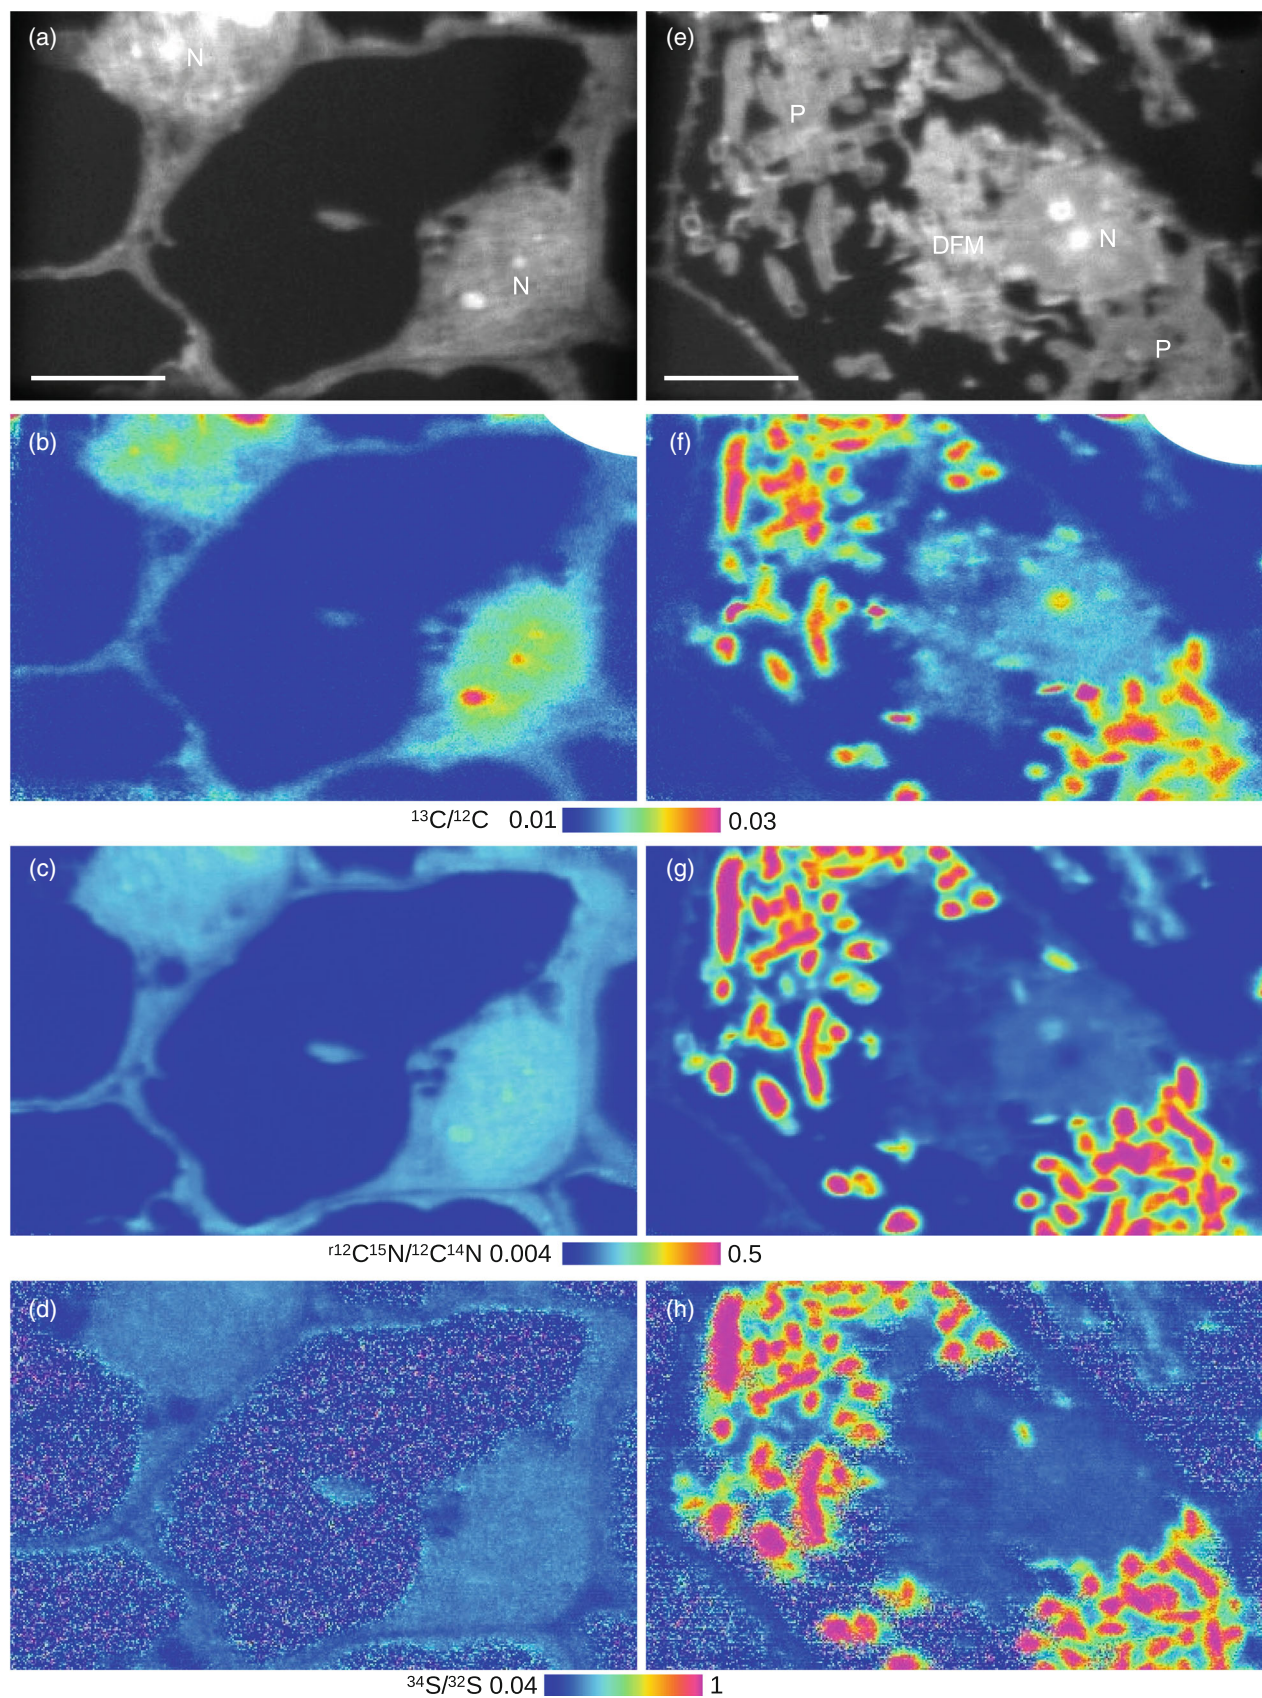 (a) N (e)
P
DFM N
N
P
(b) (f)
¹³C/¹²C 0.01 0.03
(c) (g)
r12C¹⁵N/¹²C¹⁴N 0.004 0.5
(d) (h)
³⁴S/³²S 0.04 1